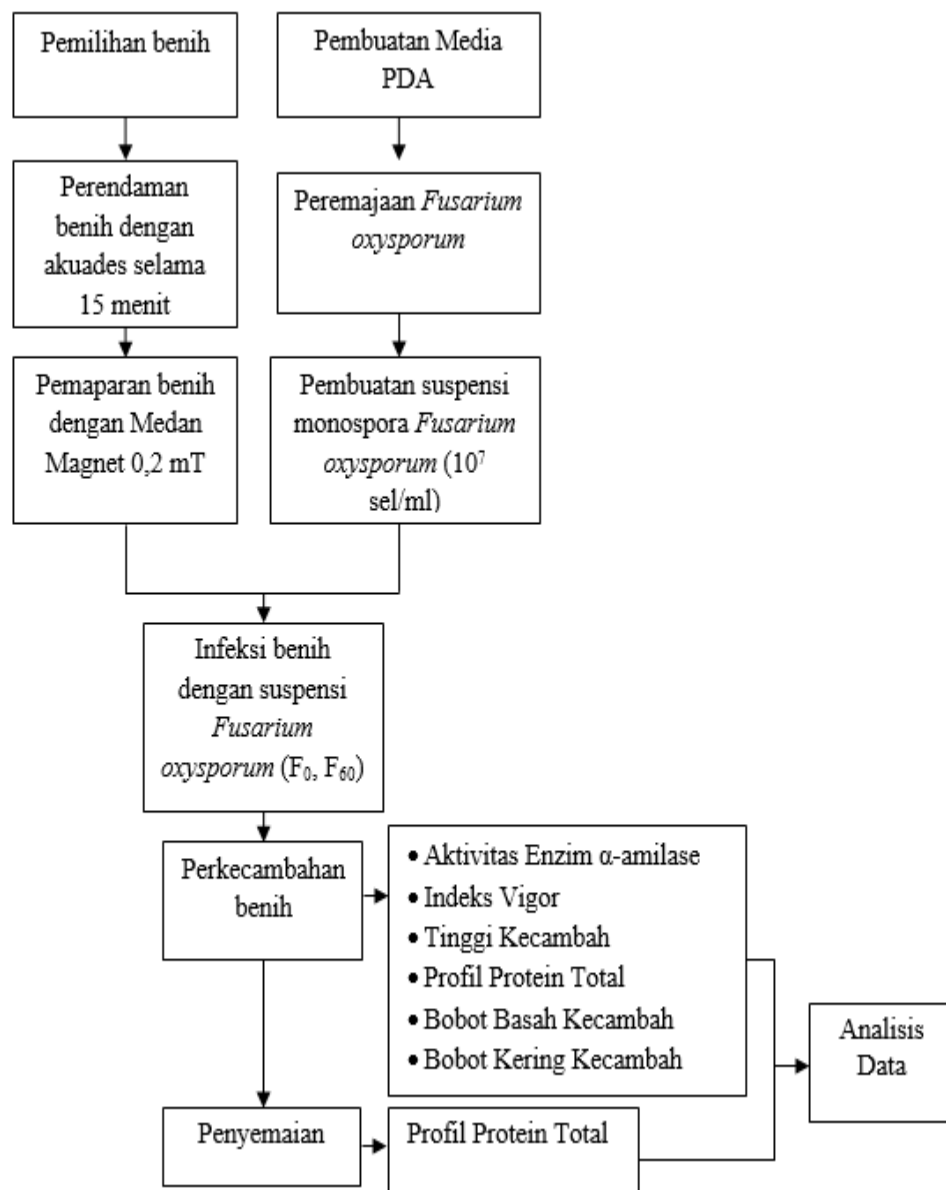 Pemilihan benih
Pembuatan Media
PDA
Perendaman
benih dengan
akuades selama
15 menit
Peremajaan Fusarium
oxysporum
Pemaparan benih
dengan Medan
Magnet 0,2 mT
Pembuatan suspensi
monospora Fusarium
oxysporum (10⁷
sel/ml)
Infeksi benih
dengan suspensi
Fusarium
oxysporum (F₀, F₆₀)
Perkecambahan
benih
• Aktivitas Enzim α-amilase
• Indeks Vigor
• Tinggi Kecambah
• Profil Protein Total
• Bobot Basah Kecambah
• Bobot Kering Kecambah
Analisis
Data
Penyemaian
Profil Protein Total